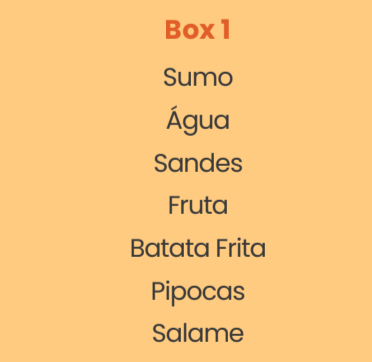 Box 1
Sumo
Água
Sandes
Fruta
Batata Frita
Pipocas
Salame